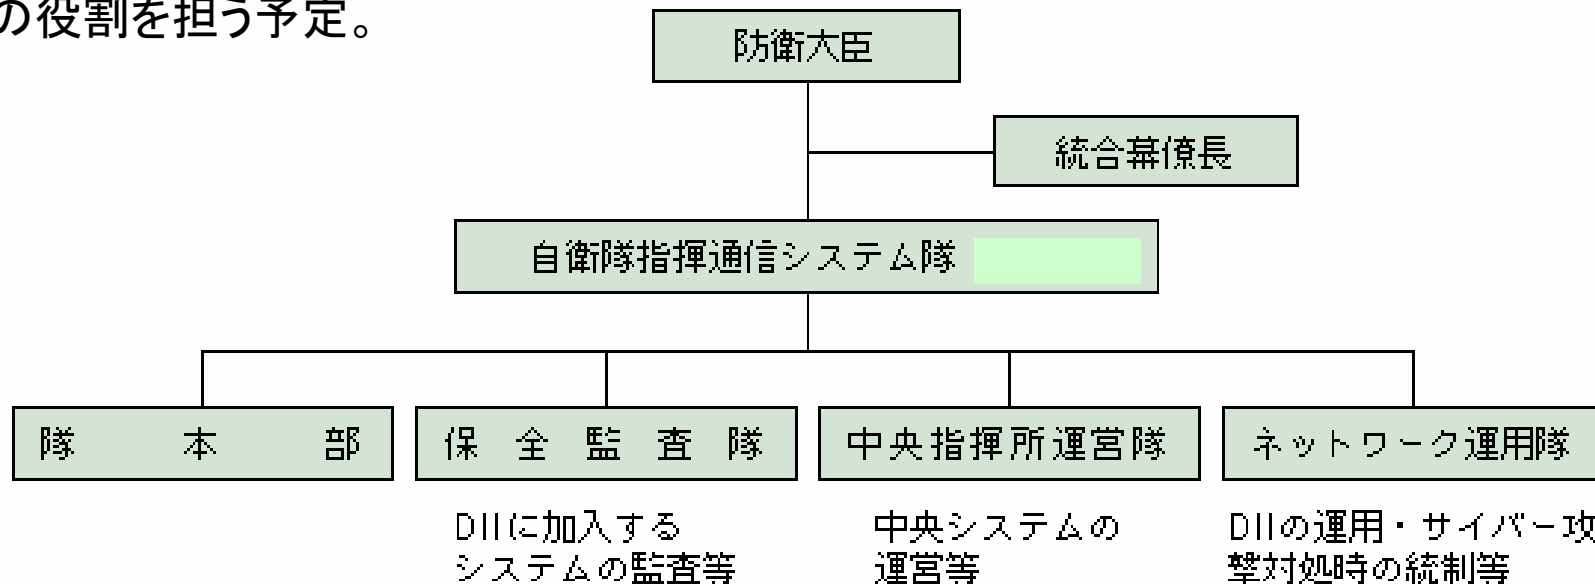 の役割を担う予定。
防衛大臣
統合幕僚長
自衛隊指揮通信システム隊
隊本部
保全監査隊
中央指揮所運営隊
ネットワーク運用隊
DIIに加入する
システムの監査等
中央システムの
運営等
DIIの運用・サイバー攻
撃対処時の統制等